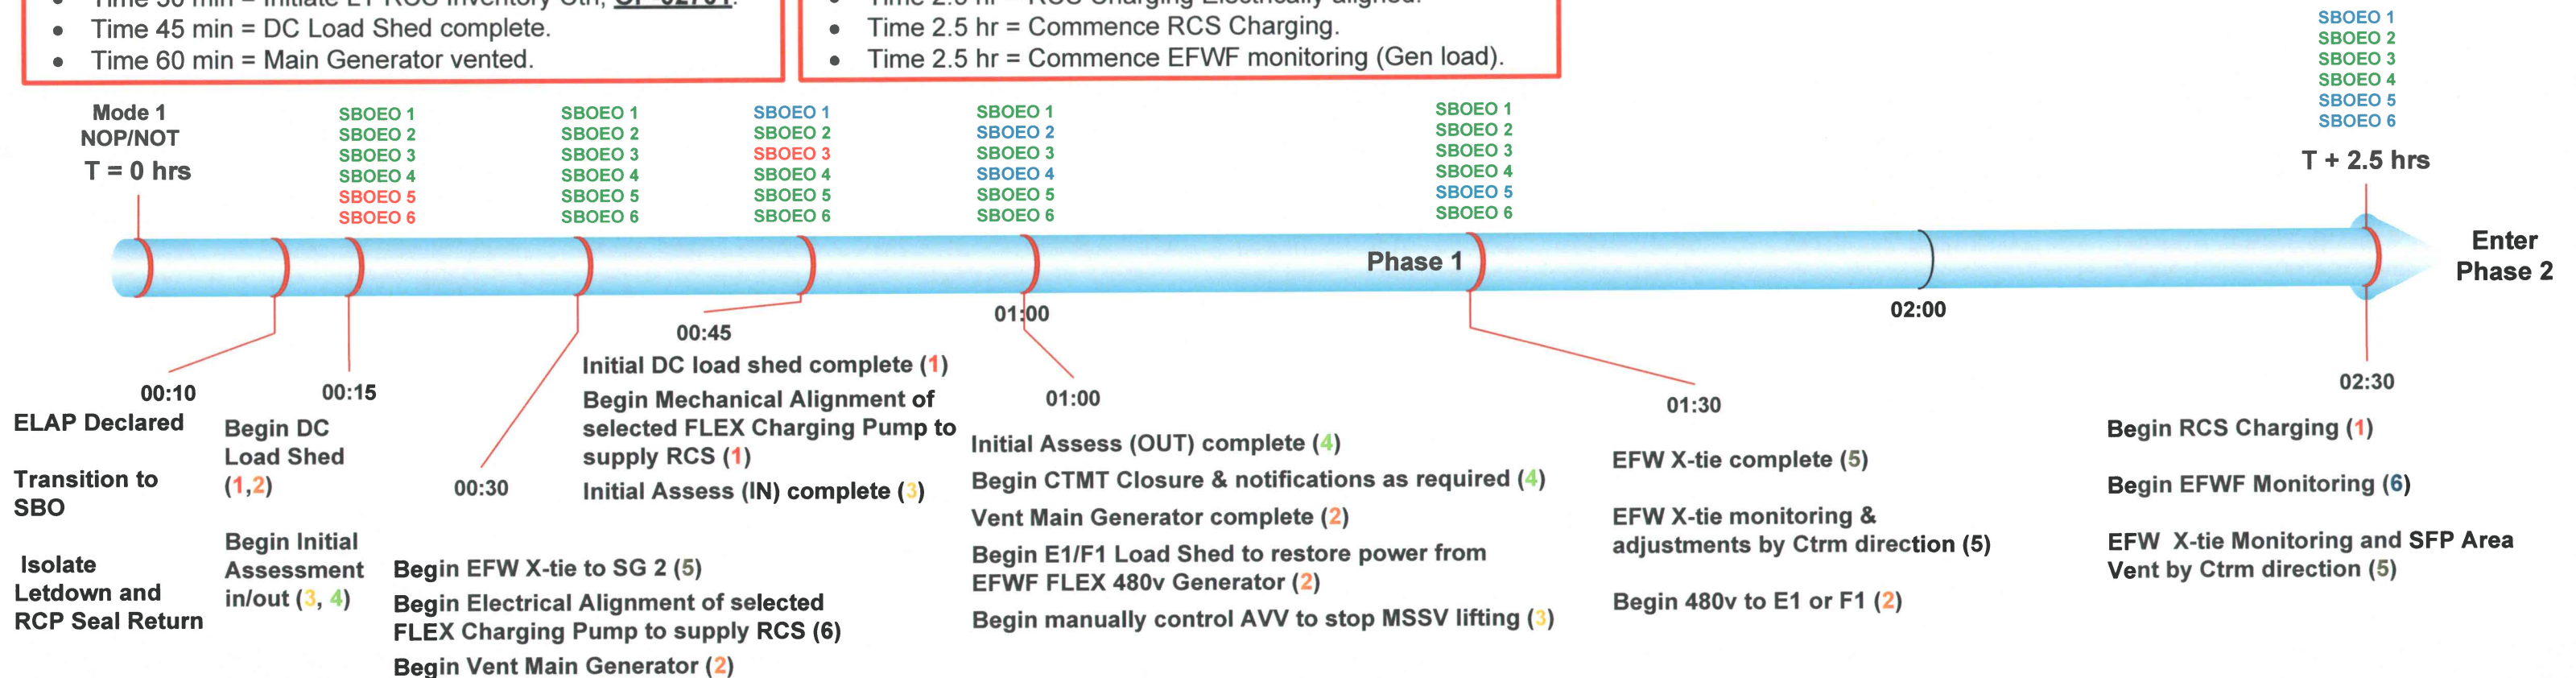 • Time 45 min = DC Load Shed complete.
• Time 60 min = Main Generator vented.
• Time 2.5 hr = Commence RCS Charging.
• Time 2.5 hr = Commence EFWF monitoring (Gen load).
Mode 1
NOP/NOT
T = 0 hrs
SBOEO 1
SBOEO 2
SBOEO 3
SBOEO 4
SBOEO 5
SBOEO 6
SBOEO 1
SBOEO 2
SBOEO 3
SBOEO 4
SBOEO 5
SBOEO 6
SBOEO 1
SBOEO 2
SBOEO 3
SBOEO 4
SBOEO 5
SBOEO 6
SBOEO 1
SBOEO 2
SBOEO 3
SBOEO 4
SBOEO 5
SBOEO 6
SBOEO 1
SBOEO 2
SBOEO 3
SBOEO 4
SBOEO 5
SBOEO 6
SBOEO 1
SBOEO 2
SBOEO 3
SBOEO 4
SBOEO 5
SBOEO 6
T + 2.5 hrs
Phase 1
Enter
Phase 2
00:10
ELAP Declared
Transition to
SBO
Isolate
Letdown and
RCP Seal Return
00:15
Begin DC
Load Shed
(1,2)
Begin Initial
Assessment
in/out (3, 4)
00:30
Begin EFW X-tie to SG 2 (5)
Begin Electrical Alignment of selected
FLEX Charging Pump to supply RCS (6)
Begin Vent Main Generator (2)
00:45
Initial DC load shed complete (1)
Begin Mechanical Alignment of
selected FLEX Charging Pump to
supply RCS (1)
Initial Assess (IN) complete (3)
01:00
01:00
Initial Assess (OUT) complete (4)
Begin CTMT Closure & notifications as required (4)
Vent Main Generator complete (2)
Begin E1/F1 Load Shed to restore power from
EFWF FLEX 480v Generator (2)
Begin manually control AVV to stop MSSV lifting (3)
01:30
EFW X-tie complete (5)
EFW X-tie monitoring &
adjustments by Ctrm direction (5)
Begin 480v to E1 or F1 (2)
02:00
02:30
Begin RCS Charging (1)
Begin EFWF Monitoring (6)
EFW X-tie Monitoring and SFP Area
Vent by Ctrm direction (5)